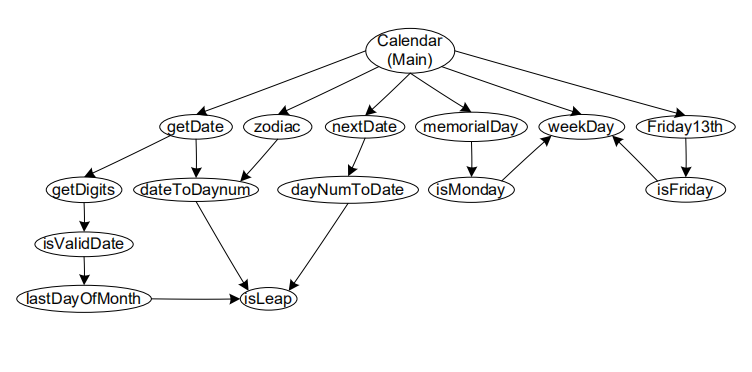 Calendar
(Main)
getDate
zodiac
nextDate
memorialDay
weekDay
Friday13th
getDigits
dateToDaynum
dayNumToDate
isMonday
isFriday
isValidDate
lastDayOfMonth
isLeap